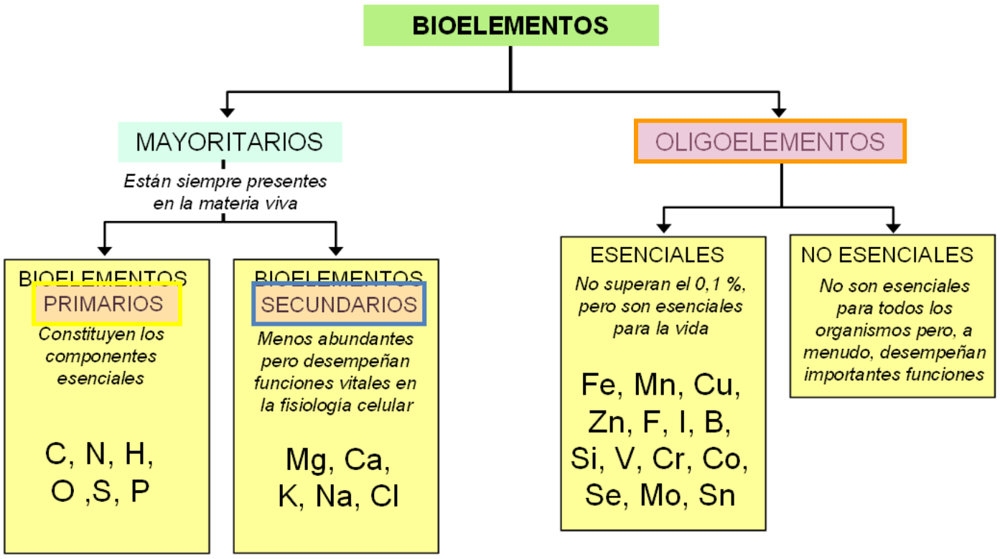 BIOELEMENTOS
MAYORITARIOS
Están siempre presentes
en la materia viva
BIOELEMENTOS
PRIMARIOS
Constituyen los
componentes
esenciales
C, N, H,
O ,S, P
BIOELEMENTOS
SECUNDARIOS
Menos abundantes
pero desempeñan
funciones vitales en
la fisiología celular
Mg, Ca,
K, Na, Cl
OLIGOELEMENTOS
ESENCIALES
No superan el 0,1 %,
pero son esenciales
para la vida
Fe, Mn, Cu,
Zn, F, I, B,
Si, V, Cr, Co,
Se, Mo, Sn
NO ESENCIALES
No son esenciales
para todos los
organismos pero, a
menudo, desempeñan
importantes funciones